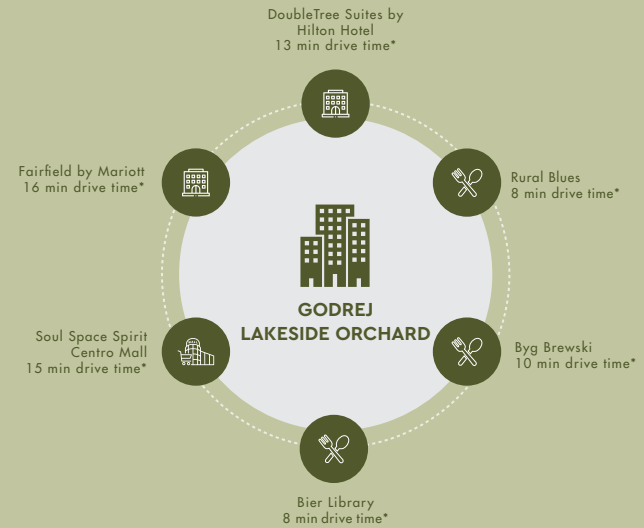 DoubleTree Suites by
Hilton Hotel
13 min drive time*
Fairfield by Mariott
16 min drive time*
Rural Blues
8 min drive time*
GODREJ
LAKESIDE ORCHARD
Soul Space Spirit
Centro Mall
15 min drive time*
Byg Brewski
10 min drive time*
Bier Library
8 min drive time*